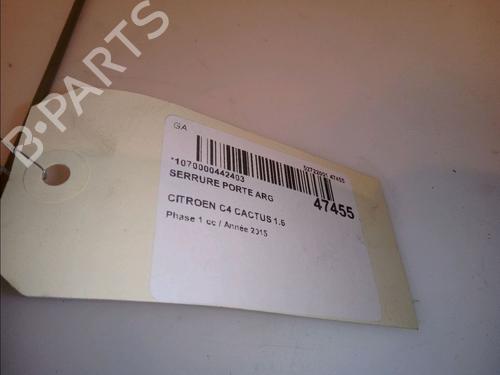 B-PARTS
GA
*1070000442403
47455
SERRURE PORTE ARG
47455
CITROEN C4 CACTUS 1.6
Phase 1 cc / Année 2015